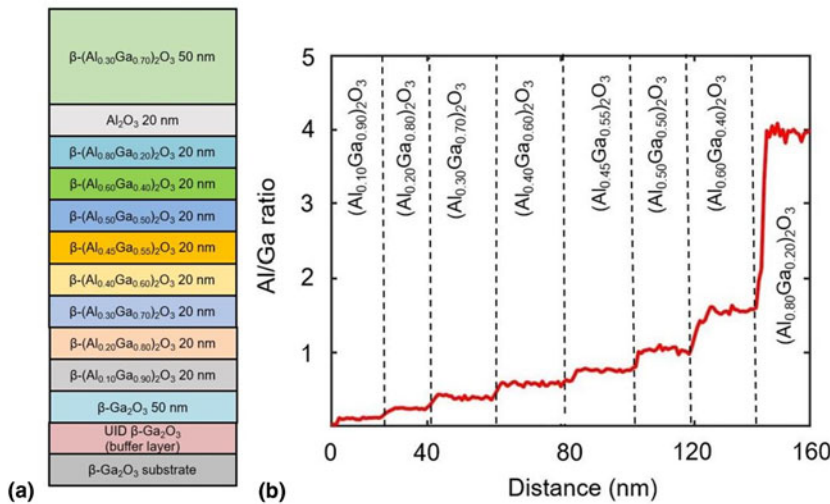 β-(Al₀.₃₀Ga₀.₇₀)₂O₃ 50 nm
Al₂O₃ 20 nm
β-(Al₀.₈₀Ga₀.₂₀)₂O₃ 20 nm
β-(Al₀.₆₀Ga₀.₄₀)₂O₃ 20 nm
β-(Al₀.₅₀Ga₀.₅₀)₂O₃ 20 nm
β-(Al₀.₄₅Ga₀.₅₅)₂O₃ 20 nm
β-(Al₀.₄₀Ga₀.₆₀)₂O₃ 20 nm
β-(Al₀.₃₀Ga₀.₇₀)₂O₃ 20 nm
β-(Al₀.₂₀Ga₀.₈₀)₂O₃ 20 nm
β-(Al₀.₁₀Ga₀.₉₀)₂O₃ 20 nm
β-Ga₂O₃ 50 nm
UID β-Ga₂O₃
(buffer layer)
β-Ga₂O₃ substrate
(a)
(b)
Al/Ga ratio
5
4
3
2
1
0
40
80
120
160
Distance (nm)
(Al₀.₁₀Ga₀.₉₀)₂O₃
(Al₀.₂₀Ga₀.₈₀)₂O₃
(Al₀.₃₀Ga₀.₇₀)₂O₃
(Al₀.₄₀Ga₀.₆₀)₂O₃
(Al₀.₄₅Ga₀.₅₅)₂O₃
(Al₀.₅₀Ga₀.₅₀)₂O₃
(Al₀.₆₀Ga₀.₄₀)₂O₃
(Al₀.₈₀Ga₀.₂₀)₂O₃